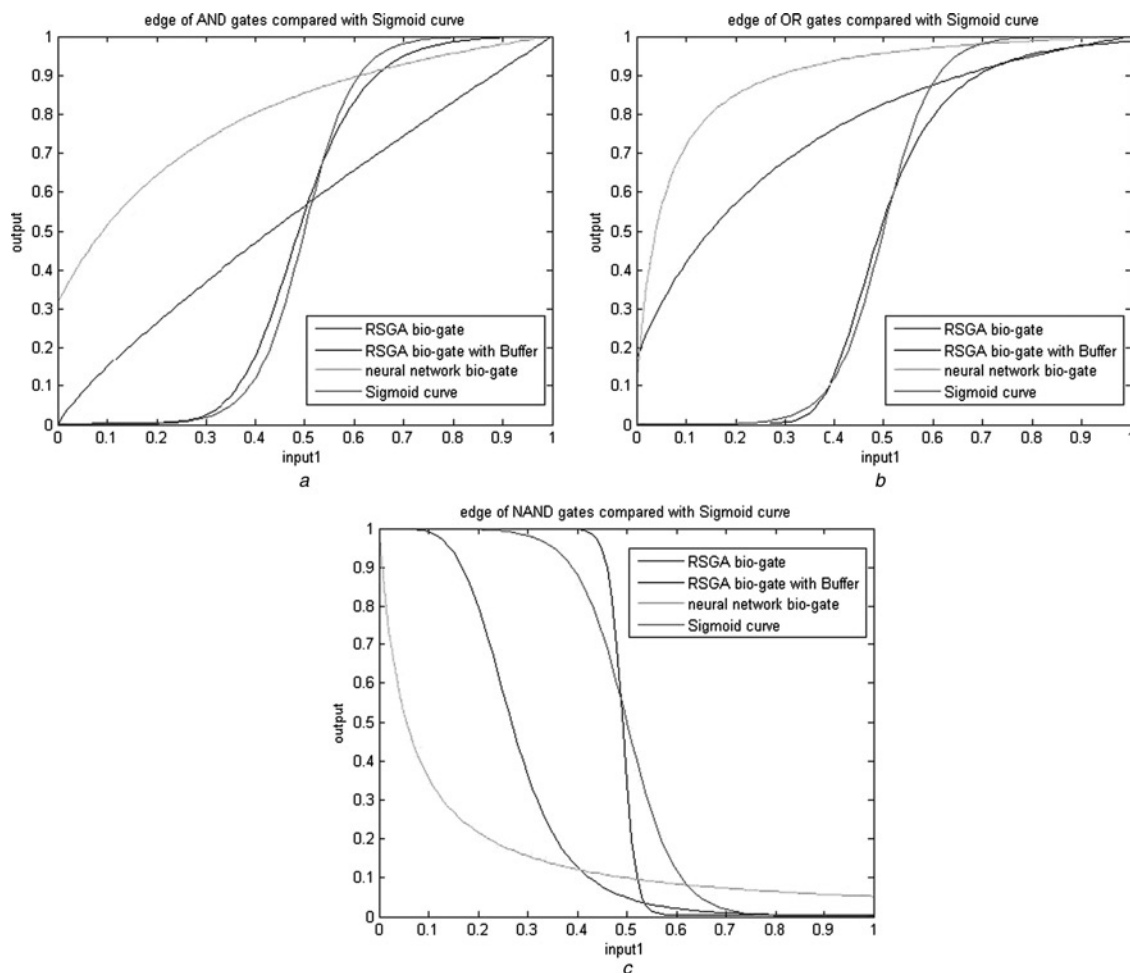 edge of AND gates compared with Sigmoid curve
1
0.9
0.8
0.7
0.6
0.5
0.4
0.3
0.2
0.1
0
output
RSGA bio-gate
RSGA bio-gate with Buffer
neural network bio-gate
Sigmoid curve
0 0.1 0.2 0.3 0.4 0.5 0.6 0.7 0.8 0.9 1
input1
a
edge of OR gates compared with Sigmoid curve
1
0.9
0.8
0.7
0.6
0.5
0.4
0.3
0.2
0.1
0
output
RSGA bio-gate
RSGA bio-gate with Buffer
neural network bio-gate
Sigmoid curve
0 0.1 0.2 0.3 0.4 0.5 0.6 0.7 0.8 0.9 1
input1
b
edge of NAND gates compared with Sigmoid curve
1
0.9
0.8
0.7
0.6
0.5
0.4
0.3
0.2
0.1
0
output
RSGA bio-gate
RSGA bio-gate with Buffer
neural network bio-gate
Sigmoid curve
0 0.1 0.2 0.3 0.4 0.5 0.6 0.7 0.8 0.9 1
input1
c